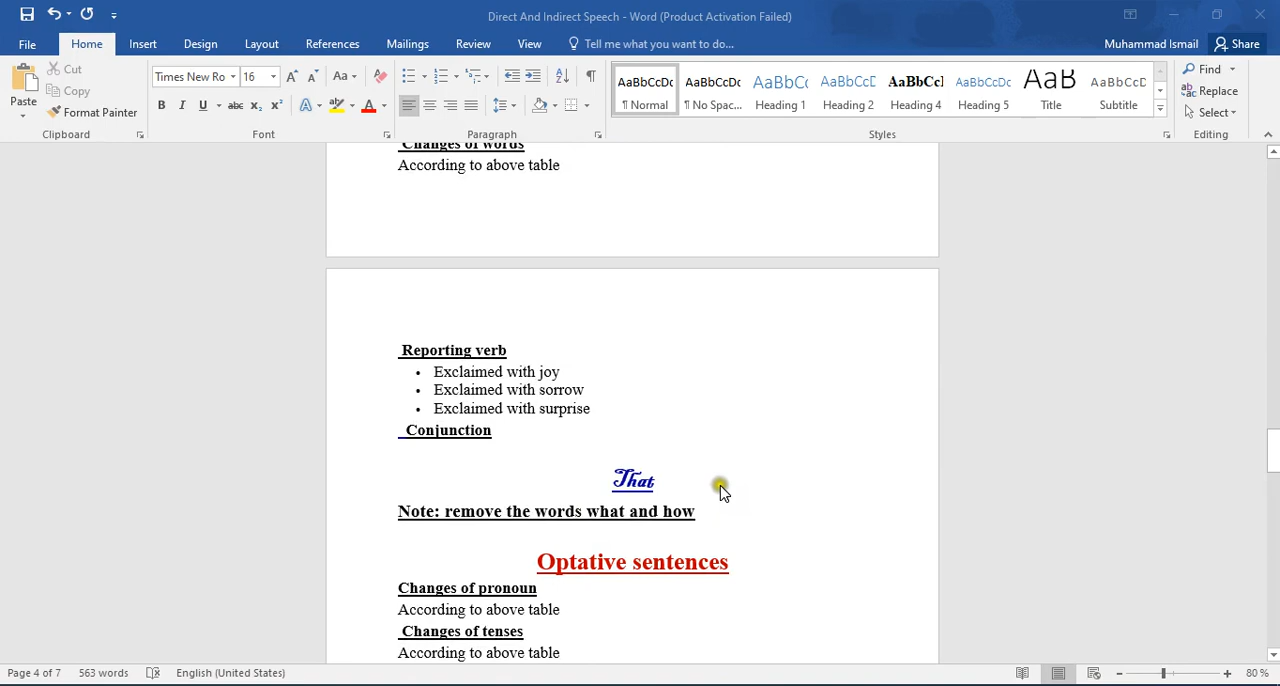 Direct And Indirect Speech - Word (Product Activation Failed)
File Home Insert Design Layout References Mailings Review View Tell me what you want to do... Muhammad Ismail Share
Paste Cut Copy Format Painter
Times New Ro 16 Aa
B I U abc X₂ X² A A
AaBbCcDc AaBbCcDc AaBbC AaBbCcC AaBbCcI AaBbCcDc AaB AaBbCcD
¶ Normal ¶ No Spac... Heading 1 Heading 2 Heading 4 Heading 5 Title Subtitle
Find
Replace
Select
Clipboard Font Paragraph Styles Editing
Changes of words
According to above table
Reporting verb
• Exclaimed with joy
• Exclaimed with sorrow
• Exclaimed with surprise
Conjunction
That
Note: remove the words what and how
Optative sentences
Changes of pronoun
According to above table
Changes of tenses
According to above table
Page 4 of 7 563 words English (United States) 80%